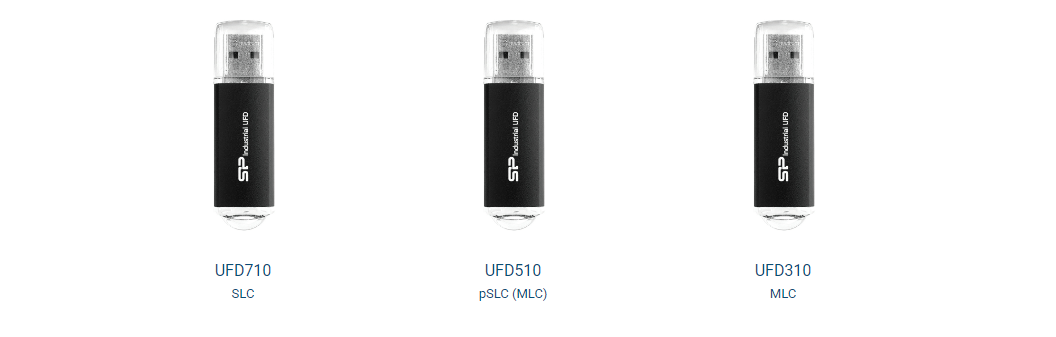 SP Industrial UFD
SP Industrial UFD
SP Industrial UFD
UFD710
UFD510
UFD310
SLC
pSLC (MLC)
MLC